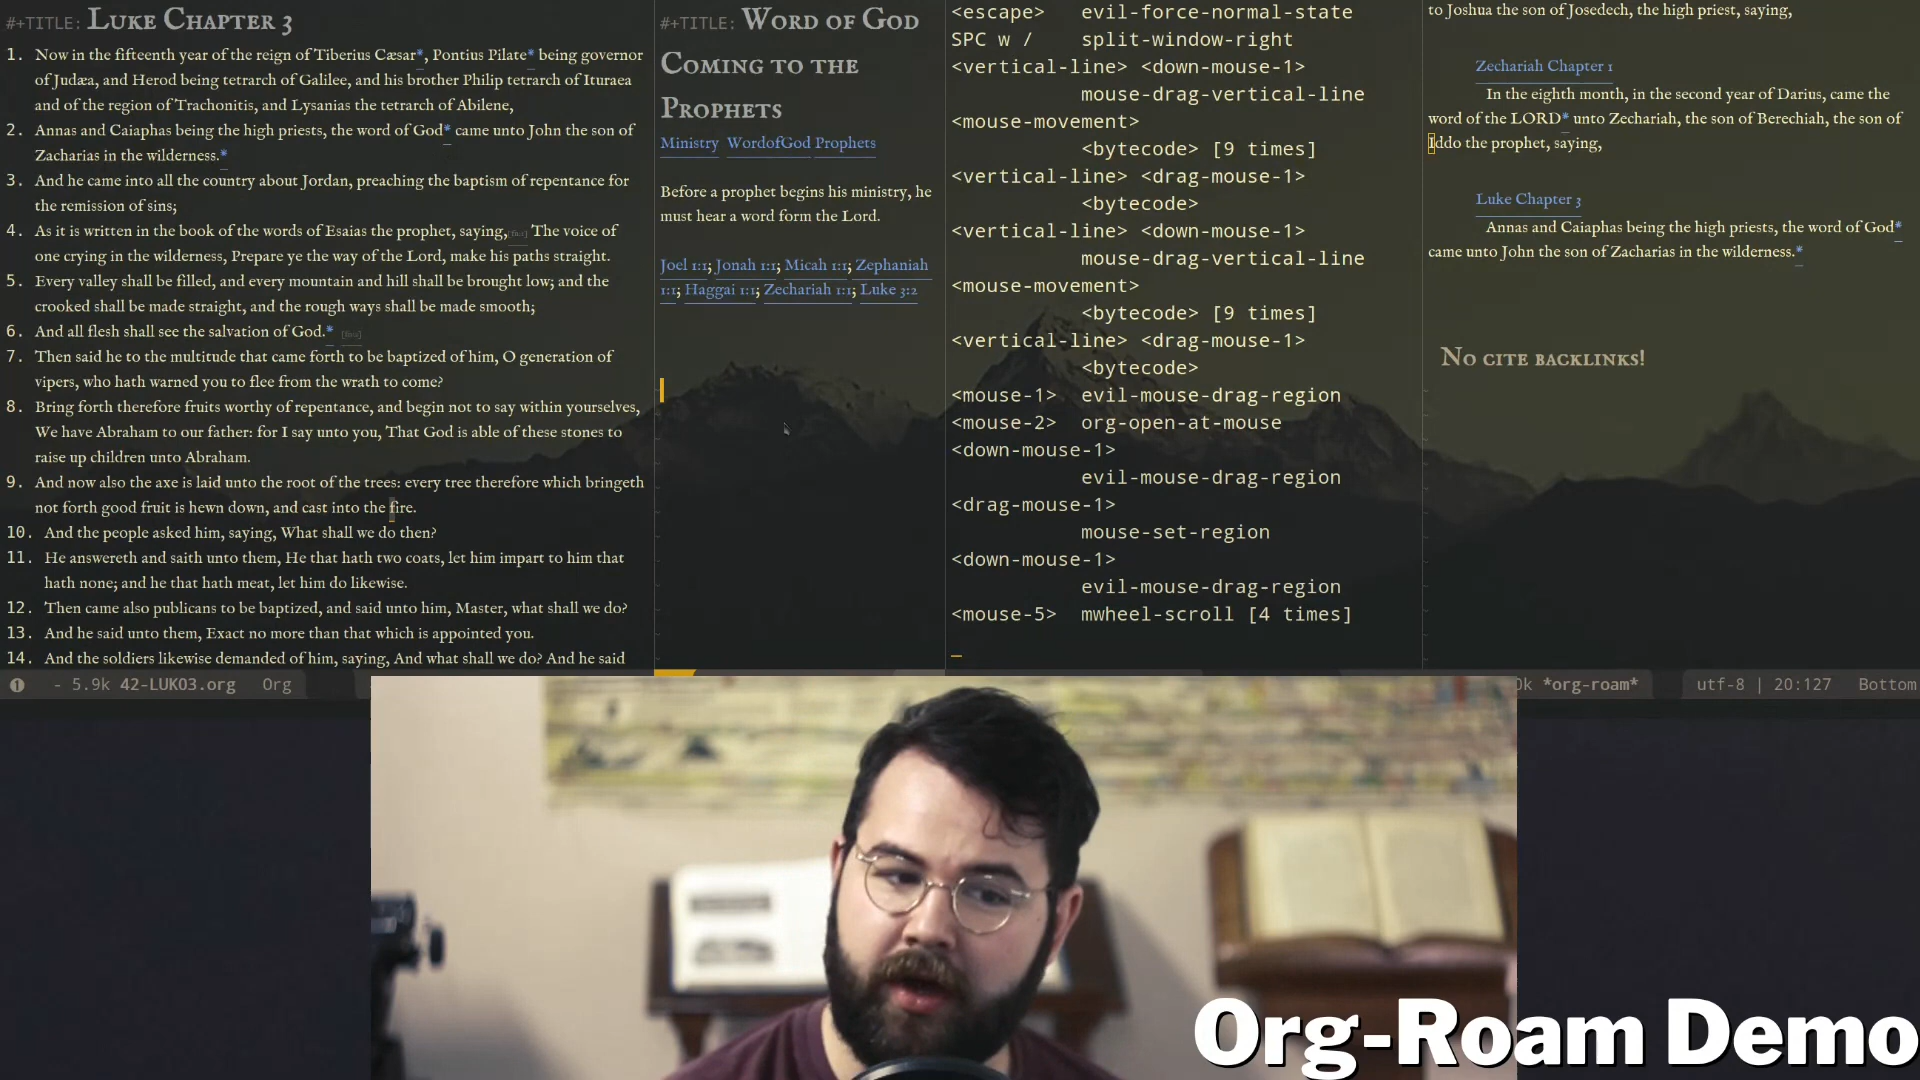 #+TITLE: Luke Chapter 3
1. Now in the fifteenth year of the reign of Tiberius Cæsar*, Pontius Pilate* being governor
of Judæa, and Herod being tetrarch of Galilee, and his brother Philip tetrarch of Ituraea
and of the region of Trachonitis, and Lysanias the tetrarch of Abilene,
2. Annas and Caiaphas being the high priests, the word of God* came unto John the son of
Zacharias in the wilderness.*
3. And he came into all the country about Jordan, preaching the baptism of repentance for
the remission of sins;
4. As it is written in the book of the words of Esaias the prophet, saying, The voice of
one crying in the wilderness, Prepare ye the way of the Lord, make his paths straight.
5. Every valley shall be filled, and every mountain and hill shall be brought low; and the
crooked shall be made straight, and the rough ways shall be made smooth;
6. And all flesh shall see the salvation of God.*
7. Then said he to the multitude that came forth to be baptized of him, O generation of
vipers, who hath warned you to flee from the wrath to come?
8. Bring forth therefore fruits worthy of repentance, and begin not to say within yourselves,
We have Abraham to our father: for I say unto you, That God is able of these stones to
raise up children unto Abraham.
9. And now also the axe is laid unto the root of the trees: every tree therefore which bringeth
not forth good fruit is hewn down, and cast into the fire.
10. And the people asked him, saying, What shall we do then?
11. He answereth and saith unto them, He that hath two coats, let him impart to him that
hath none; and he that hath meat, let him do likewise.
12. Then came also publicans to be baptized, and said unto him, Master, what shall we do?
13. And he said unto them, Exact no more than that which is appointed you.
14. And the soldiers likewise demanded of him, saying, And what shall we do? And he said
1 - 5.9k 42-LUK03.org Org
#+TITLE: Word of God
Coming to the
Prophets
Ministry WordofGod Prophets
Before a prophet begins his ministry, he
must hear a word form the Lord.
Joel 1:1; Jonah 1:1; Micah 1:1; Zephaniah
1:1; Haggai 1:1; Zechariah 1:1; Luke 3:2
<escape> evil-force-normal-state
SPC w / split-window-right
<vertical-line> <down-mouse-1>
mouse-drag-vertical-line
<mouse-movement>
<bytecode> [9 times]
<vertical-line> <drag-mouse-1>
<bytecode>
<vertical-line> <down-mouse-1>
mouse-drag-vertical-line
<mouse-movement>
<bytecode> [9 times]
<vertical-line> <drag-mouse-1>
<bytecode>
<mouse-1> evil-mouse-drag-region
<mouse-2> org-open-at-mouse
<down-mouse-1>
evil-mouse-drag-region
<drag-mouse-1>
mouse-set-region
<down-mouse-1>
evil-mouse-drag-region
<mouse-5> mwheel-scroll [4 times]
to Joshua the son of Josedech, the high priest, saying,
Zechariah Chapter 1
In the eighth month, in the second year of Darius, came the
word of the LORD* unto Zechariah, the son of Berechiah, the son of
Iddo the prophet, saying,
Luke Chapter 3
Annas and Caiaphas being the high priests, the word of God*
came unto John the son of Zacharias in the wilderness.*
No cite backlinks!
0k *org-roam* utf-8 | 20:127 Bottom
Org-Roam Demo